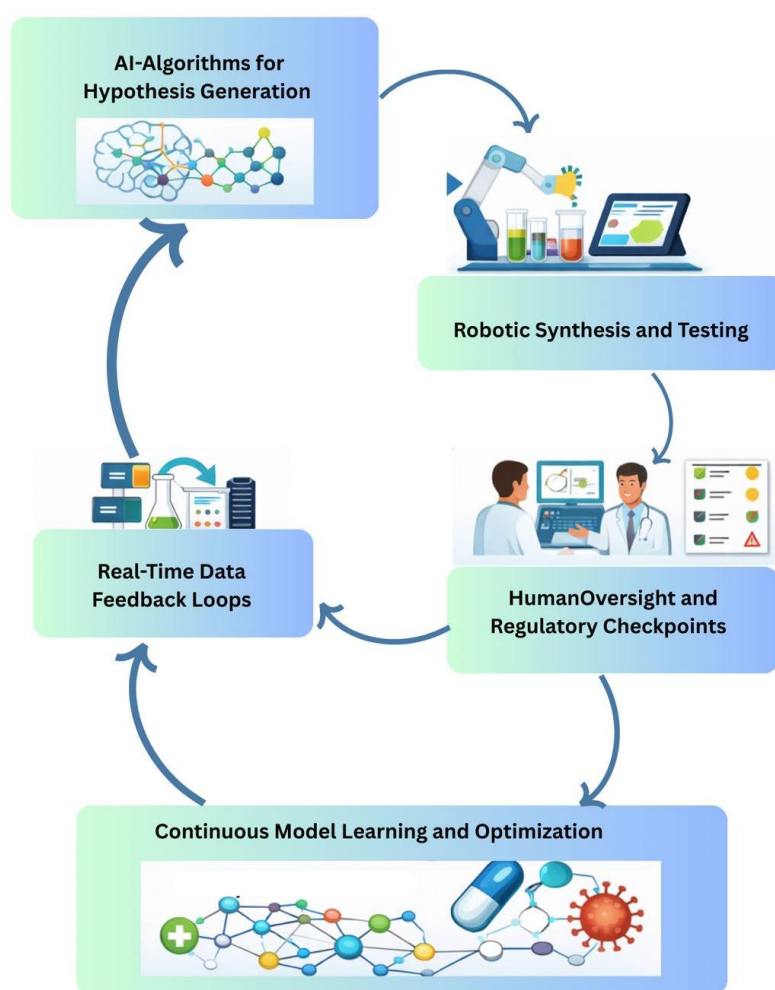 AI-Algorithms for
Hypothesis Generation
Robotic Synthesis and Testing
HumanOversight and
Regulatory Checkpoints
Real-Time Data
Feedback Loops
Continuous Model Learning and Optimization